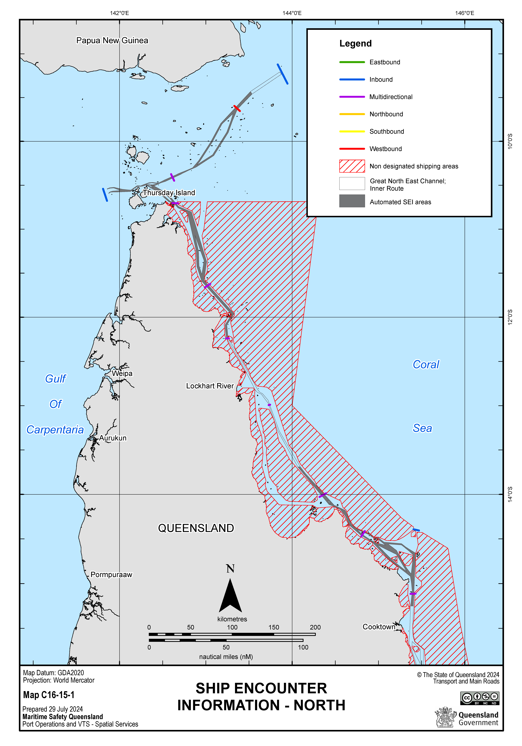 142°0'E
144°0'E
146°0'E
Papua New Guinea
Legend
Eastbound
Inbound
Multidirectional
Northbound
Southbound
Westbound
Non designated shipping areas
Great North East Channel;
Inner Route
Automated SEI areas
10°0'S
Thursday Island
12°0'S
Coral
Sea
Gulf
Of
Carpentaria
Weipa
Lockhart River
Aurukun
14°0'S
QUEENSLAND
Pormpuraaw
N
kilometres
0 50 100 150 200
0 50 100
nautical miles (nM)
Cooktown
Map Datum: GDA2020
Projection: World Mercator
Map C16-15-1
Prepared 29 July 2024
Maritime Safety Queensland
Port Operations and VTS - Spatial Services
SHIP ENCOUNTER
INFORMATION - NORTH
© The State of Queensland 2024
Transport and Main Roads
cc
BY NC ND
Queensland
Government